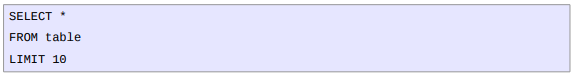 SELECT *
FROM table
LIMIT 10